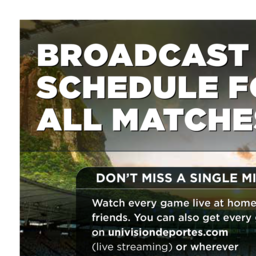 BROADCAST
SCHEDULE F
ALL MATCHE
DON'T MISS A SINGLE MI
Watch every game live at home
friends. You can also get every
on univisiondeportes.com
(live streaming) or wherever